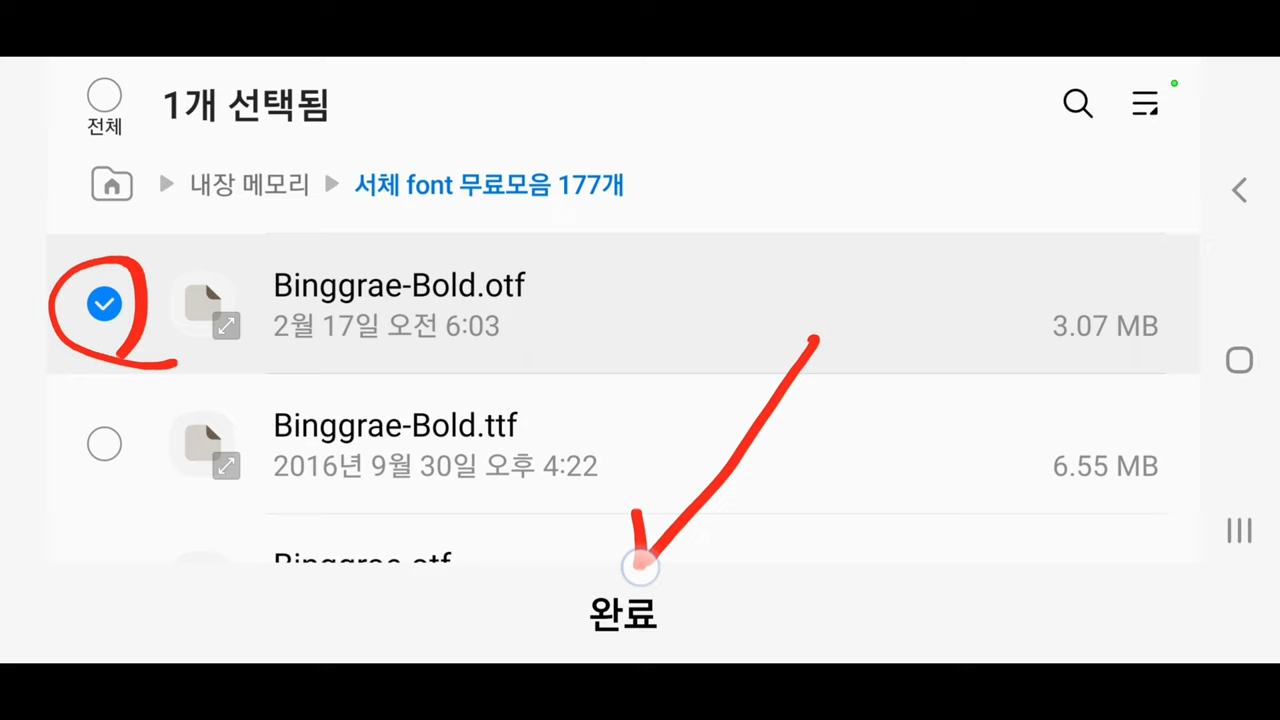 1개 선택됨
전체
내장 메모리
서체 font 무료모음 177개
Binggrae-Bold.otf
2월 17일 오전 6:03
3.07 MB
Binggrae-Bold.ttf
2016년 9월 30일 오후 4:22
6.55 MB
Binggrae.otf
완료